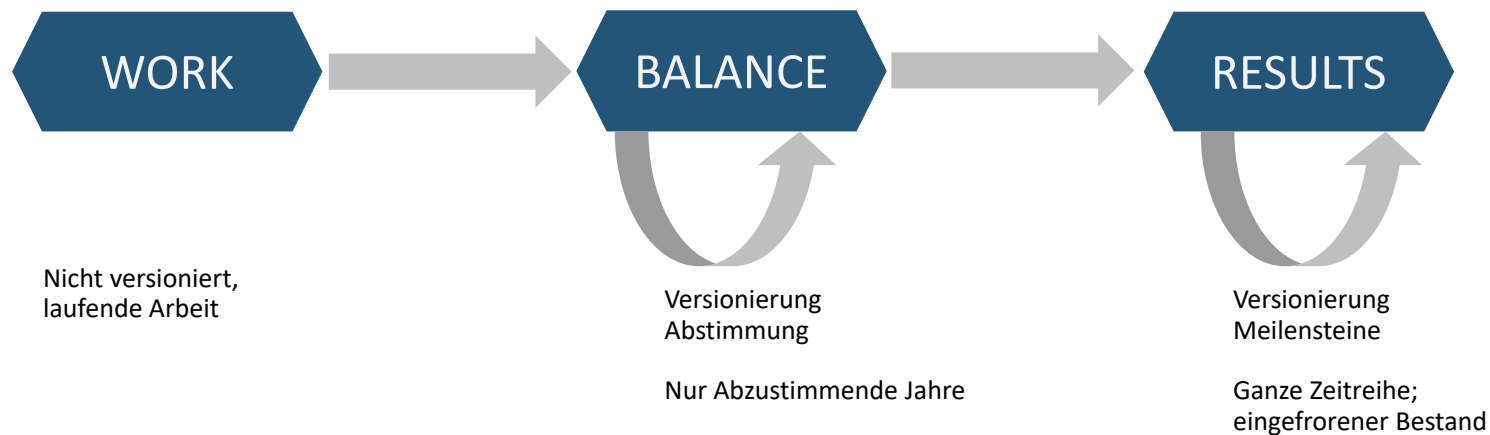 WORK
BALANCE
RESULTS
Nicht versioniert,
laufende Arbeit
Versionierung
Abstimmung
Nur Abzustimmende Jahre
Versionierung
Meilensteine
Ganze Zeitreihe;
eingefrorener Bestand